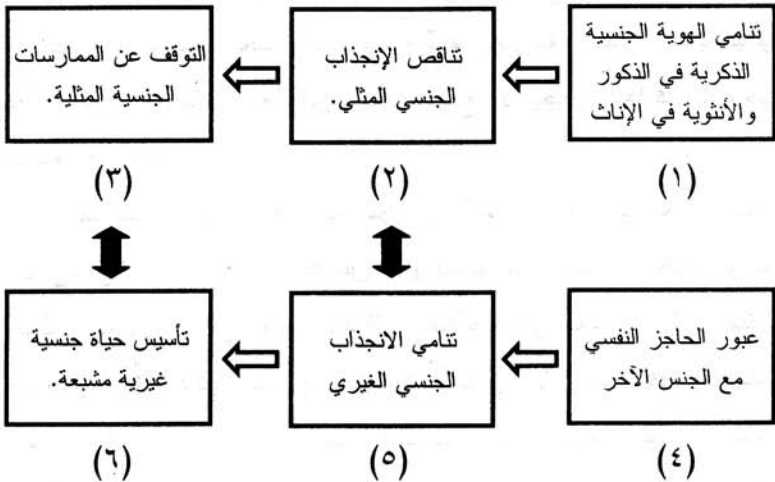 تنامي الهوية الجنسية
الذكرية في الذكور
والأنثوية في الإناث
(١)
تناقص الإنجذاب
الجنسي المثلي.
(٢)
التوقف عن الممارسات
الجنسية المثلية.
(٣)
عبور الحاجز النفسي
مع الجنس الآخر
(٤)
تنامي الانجذاب
الجنسي الغيري
(٥)
تأسيس حياة جنسية
غيرية مشبعة.
(٦)